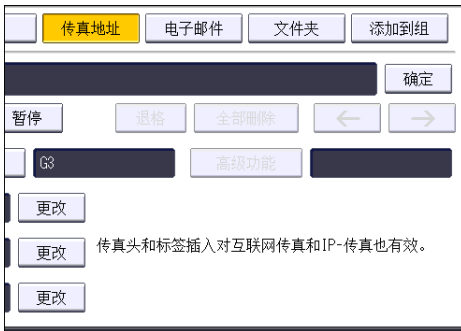 传真地址 电子邮件 文件夹 添加到组
确定
暂停 退格 全部删除 ← →
G3 高级功能
更改
更改 传真头和标签插入对互联网传真和IP-传真也有效。
更改